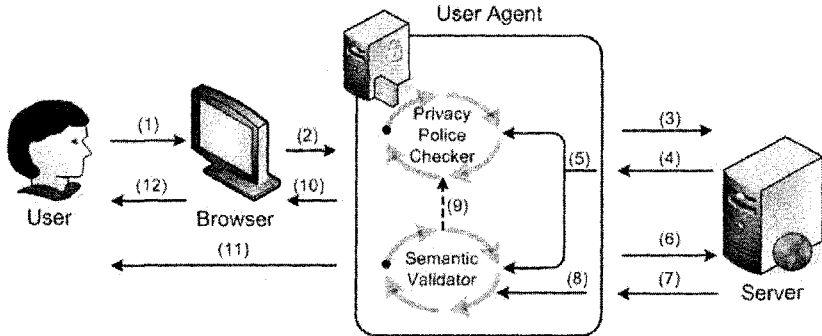 User Agent
(1)
(2)
Privacy
Police
Checker
(3)
(5)
(4)
(12)
(10)
User
Browser
(9)
(11)
Semantic
Validator
(6)
(8)
(7)
Server